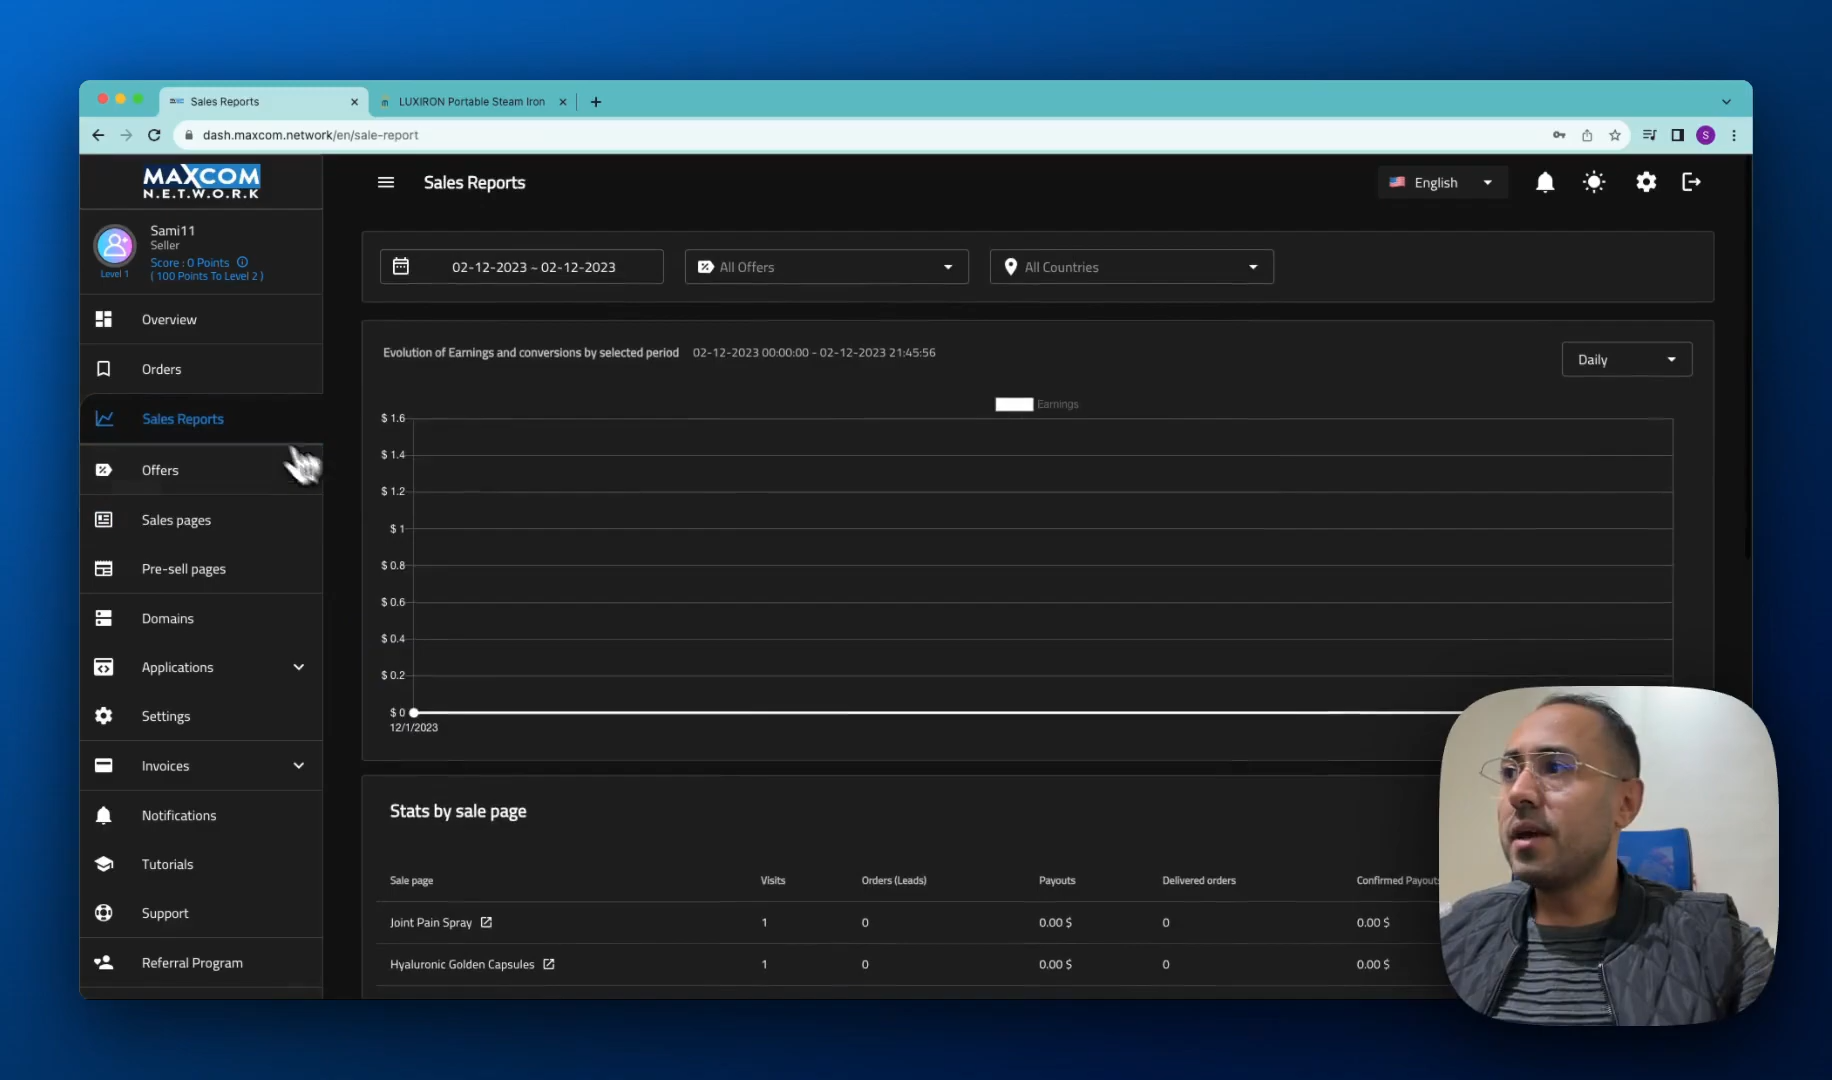 Sales Reports
LUXIRON Portable Steam Iron
dash.maxcom.network/en/sale-report
S
MAXCOM
N.E.T.W.O.R.K
Sales Reports
English
Sami11
Seller
Score : 0 Points
( 100 Points To Level 2 )
Level 1
02-12-2023 ~ 02-12-2023
All Offers
All Countries
Overview
Orders
Sales Reports
Offers
Sales pages
Pre-sell pages
Domains
Applications
Settings
Invoices
Notifications
Tutorials
Support
Referral Program
Evolution of Earnings and conversions by selected period 02-12-2023 00:00:00 - 02-12-2023 21:45:56
Daily
Earnings
$ 1.6
$ 1.4
$ 1.2
$ 1
$ 0.8
$ 0.6
$ 0.4
$ 0.2
$ 0
12/1/2023
Stats by sale page
Sale page Visits Orders (Leads) Payouts Delivered orders Confirmed Payouts
Joint Pain Spray 1 0 0.00 $ 0 0.00 $
Hyaluronic Golden Capsules 1 0 0.00 $ 0 0.00 $